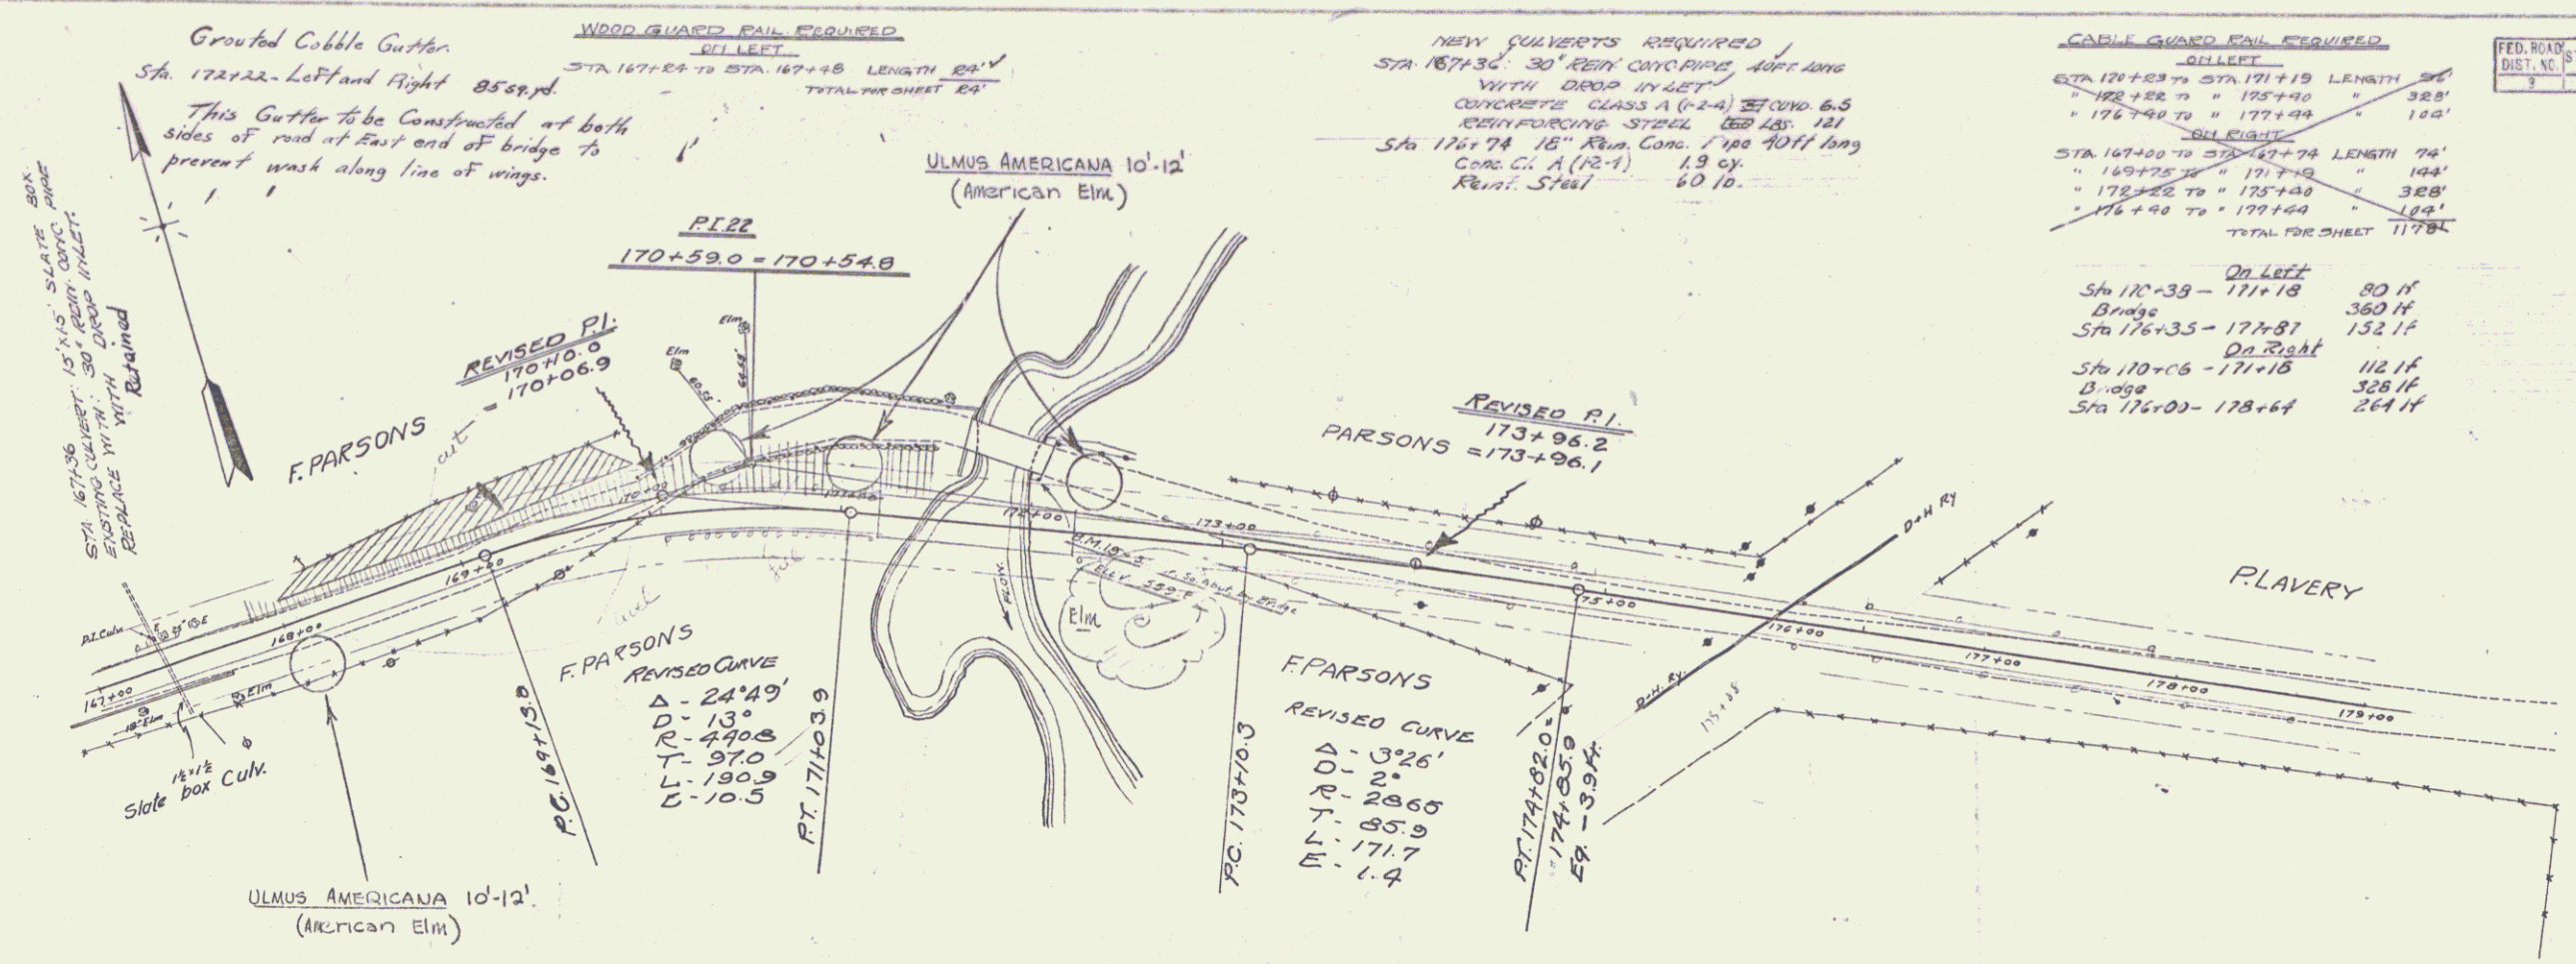 Grouted Cobble Gutter.
Sta. 172+22 - Left and Right 85 sq. yd.
This Gutter to be Constructed at both
sides of road at East end of bridge to
prevent wash along line of wings.
WOOD GUARD RAIL REQUIRED
ON LEFT
STA. 167+24 TO STA. 167+48 LENGTH 24'
TOTAL FOR SHEET 24'
NEW CULVERTS REQUIRED
STA. 167+36: 30" REIN. CONC. PIPE, 40 FT. LONG
WITH DROP INLET
CONCRETE CLASS A (1-2-4) CU.YD. 6.5
REINFORCING STEEL LBS. 121
Sta 176+74 18" Rein. Conc. Pipe 40 ft long
Conc. Cl. A (1-2-4) 1.9 cy.
Reinf. Steel 60 lb.
CABLE GUARD RAIL REQUIRED
ON LEFT
STA. 170+23 TO STA. 171+19 LENGTH 96'
" 172+22 TO " 175+40 " 328'
" 176+40 TO " 177+44 " 104'
ON RIGHT
STA. 167+00 TO STA. 167+74 LENGTH 74'
" 169+75 TO " 171+19 " 144'
" 172+22 TO " 175+40 " 328'
" 176+40 TO " 177+44 " 104'
TOTAL FOR SHEET 1178'
On Left
Sta 170+38 - 171+18 80 lf
Bridge 360 lf
Sta 176+35 - 177+87 152 lf
On Right
Sta 170+06 - 171+18 112 lf
Bridge 328 lf
Sta 176+00 - 178+64 264 lf
FED. ROAD
DIST. NO.
9
STA. 167+36
EXISTING CULVERT: 1.5' X 1.5' SLATE BOX.
REPLACE WITH: 30" REIN. CONC. PIPE
WITH DROP INLET.
Retained
ULMUS AMERICANA 10'-12'
(American Elm)
P.I. 22
170+59.0 = 170+54.8
REVISED P.I.
170+10.0
= 170+06.9
Elm
Elm
F. PARSONS
cut
REVISED P.I.
173+96.2
= 173+96.1
PARSONS
D+H RY
P. LAVERY
167+00
168+00
169+00
170+00
171+00
172+00
173+00
175+00
176+00
177+00
178+00
179+00
FLOW
Elm
D+H. RY.
Elm
18" Elm
1½x1½
Slate box Culv.
F. PARSONS
REVISED CURVE
Δ - 24°49'
D - 13°
R - 440.8
T - 97.0
L - 190.9
E - 10.5
P.C. 169+13.0
P.T. 171+03.9
P.C. 173+10.3
F. PARSONS
REVISED CURVE
Δ - 3°26'
D - 2°
R - 2865
T - 85.9
L - 171.7
E - 1.4
P.T. 174+82.0 =
= 174+85.9
Eq. - 3.9 Ft.
ULMUS AMERICANA 10'-12'.
(American Elm)